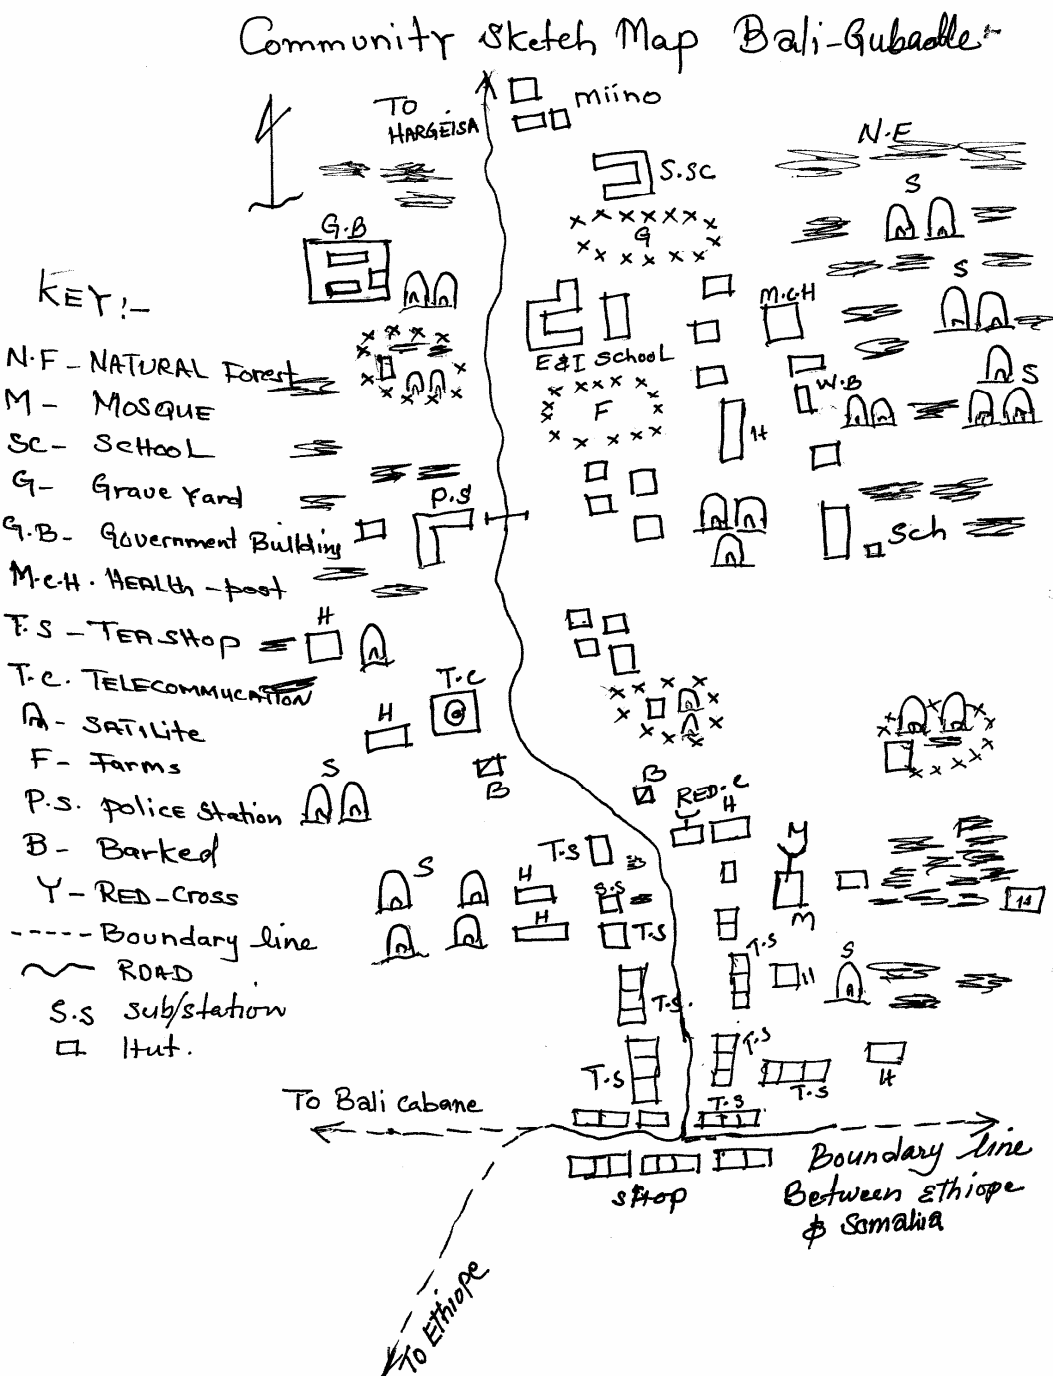 Community Sketch Map Bali-Gubadle
TO
HARGEISA
Miino
N.F
S.SC
S
G
G.B
S
KEY:-
M.C.H
E & I SCHOOL
N.F - NATURAL Forest
S
W.B
M - MOSQUE
F
H
SC - SCHOOL
G - Grave Yard
P.S
G.B - Government Building
Sch
M.C.H. HEALth - post
H
T.S - TEA SHOP
T.C. TELECOMMUCATION
T.C
H
SATILite
F - Farms
S
B
B
P.S. police Station
RED-C
H
F
M
B - Barked
T.S
S
H
S.S
Y - RED-CROSS
H
14
M
T.S
----- Boundary line
T.S
S
ROAD
H
T.S.
S.S sub/station
Hut.
T.S
T.S
H
T.S
To Bali cabane
T.S
Boundary line
SHOP
Between Ethiope
& Somalia
To Ethiope